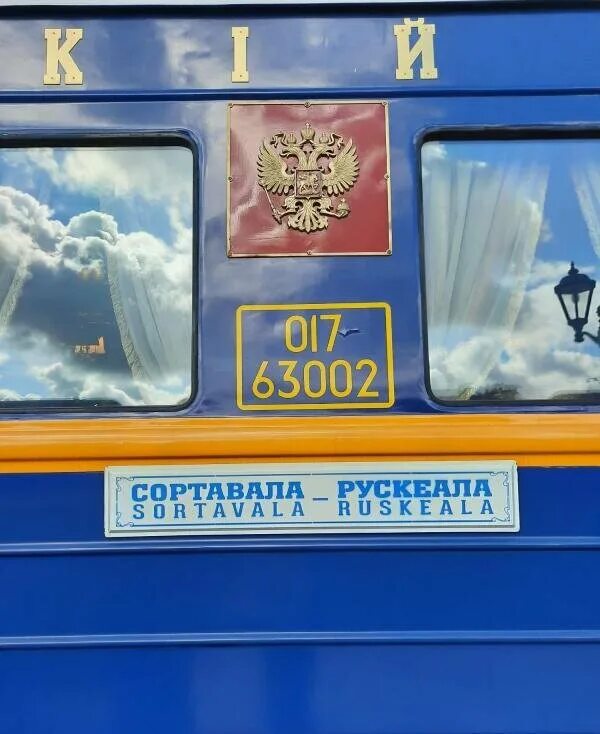 КІЙ
017
63002
СОРТАВАЛА – РУСКЕАЛА
SORTAVALA – RUSKEALA